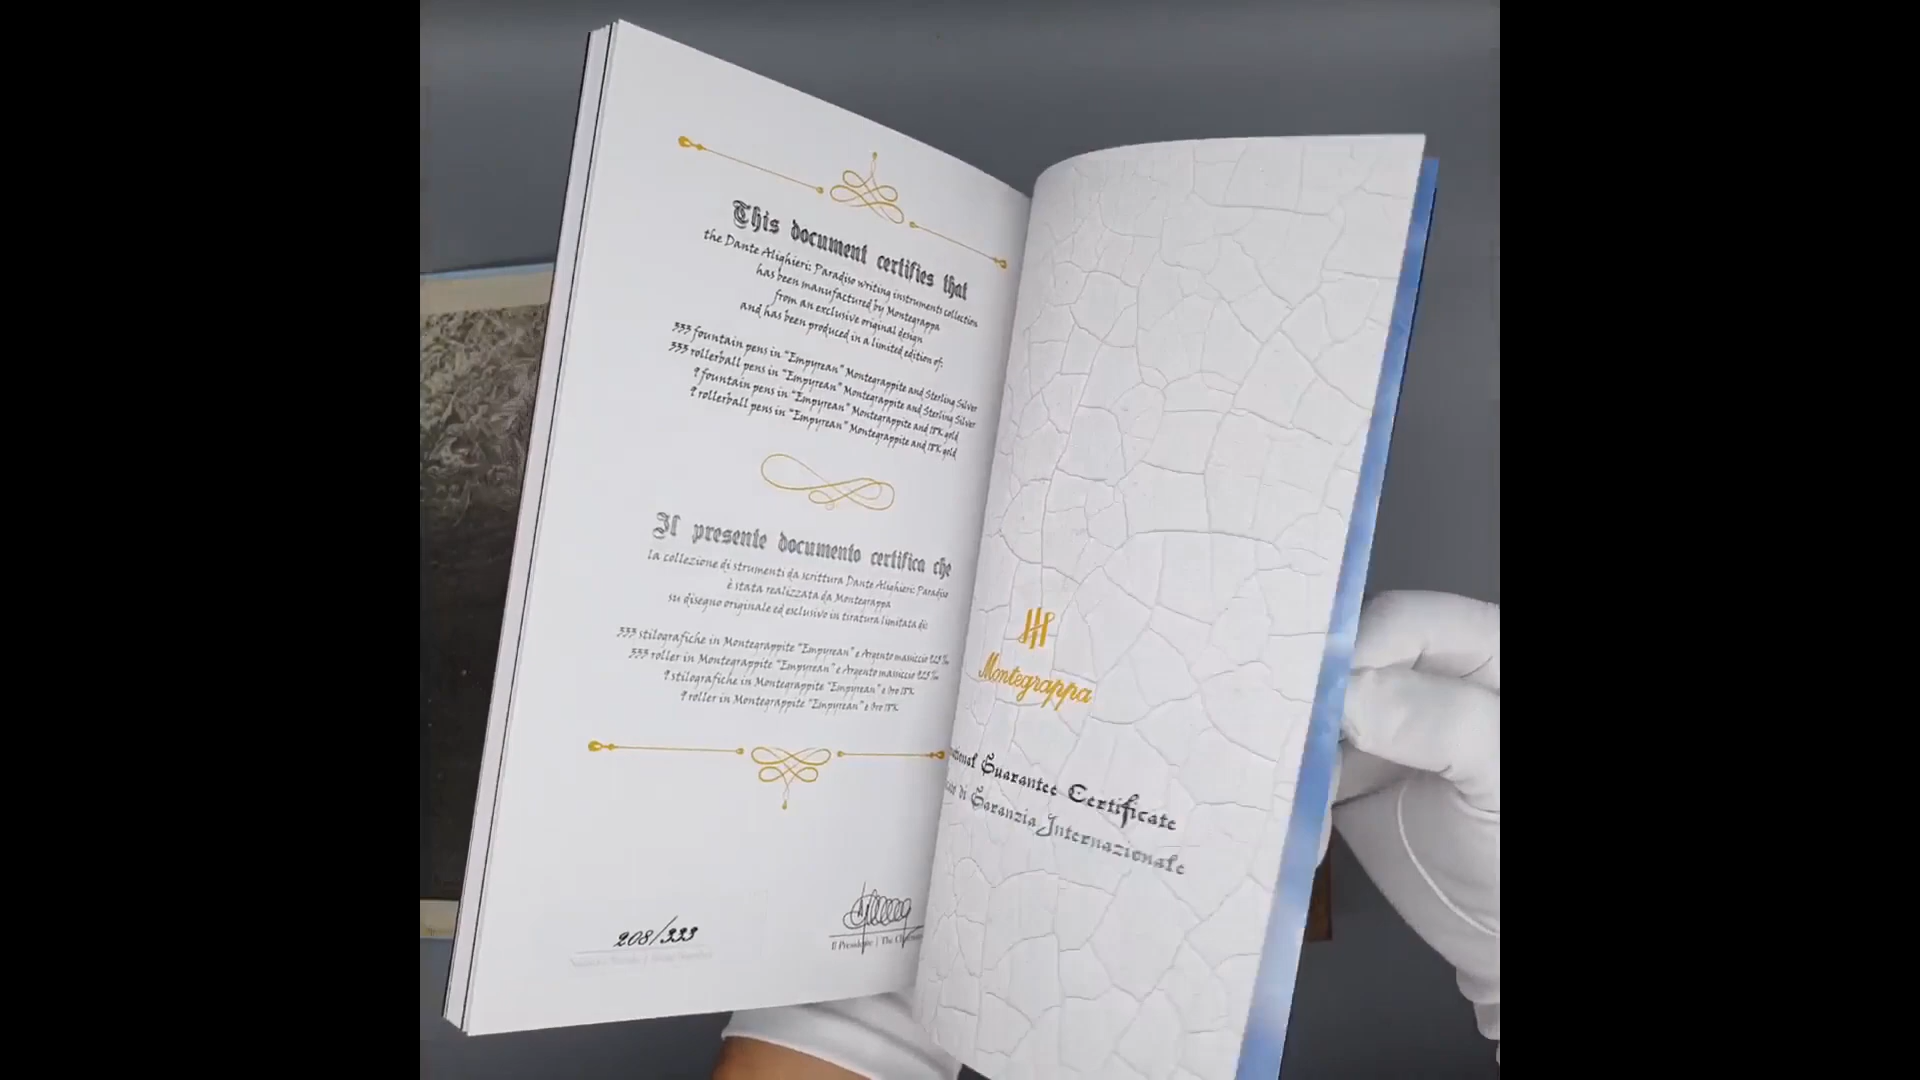 This document certifies that
the Dante Alighieri: Paradiso writing instruments collection
has been manufactured by Montegrappa
from an exclusive original design
and has been produced in a limited edition of:
333 fountain pens in "Empyrean" Montegrappite and Sterling Silver
333 rollerball pens in "Empyrean" Montegrappite and Sterling Silver
9 fountain pens in "Empyrean" Montegrappite and 18K gold
9 rollerball pens in "Empyrean" Montegrappite and 18K gold
Il presente documento certifica che
la collezione di strumenti da scrittura Dante Alighieri: Paradiso
è stata realizzata da Montegrappa
su disegno originale ed esclusivo in tiratura limitata di:
333 stilografiche in Montegrappite "Empyrean" e Argento massiccio 925‰
333 roller in Montegrappite "Empyrean" e Argento massiccio 925‰
9 stilografiche in Montegrappite "Empyrean" e Oro 18K
9 roller in Montegrappite "Empyrean" e Oro 18K
208/333
Il Presidente | The
Montegrappa
Guarantee Certificate
di Garanzia Internazionale